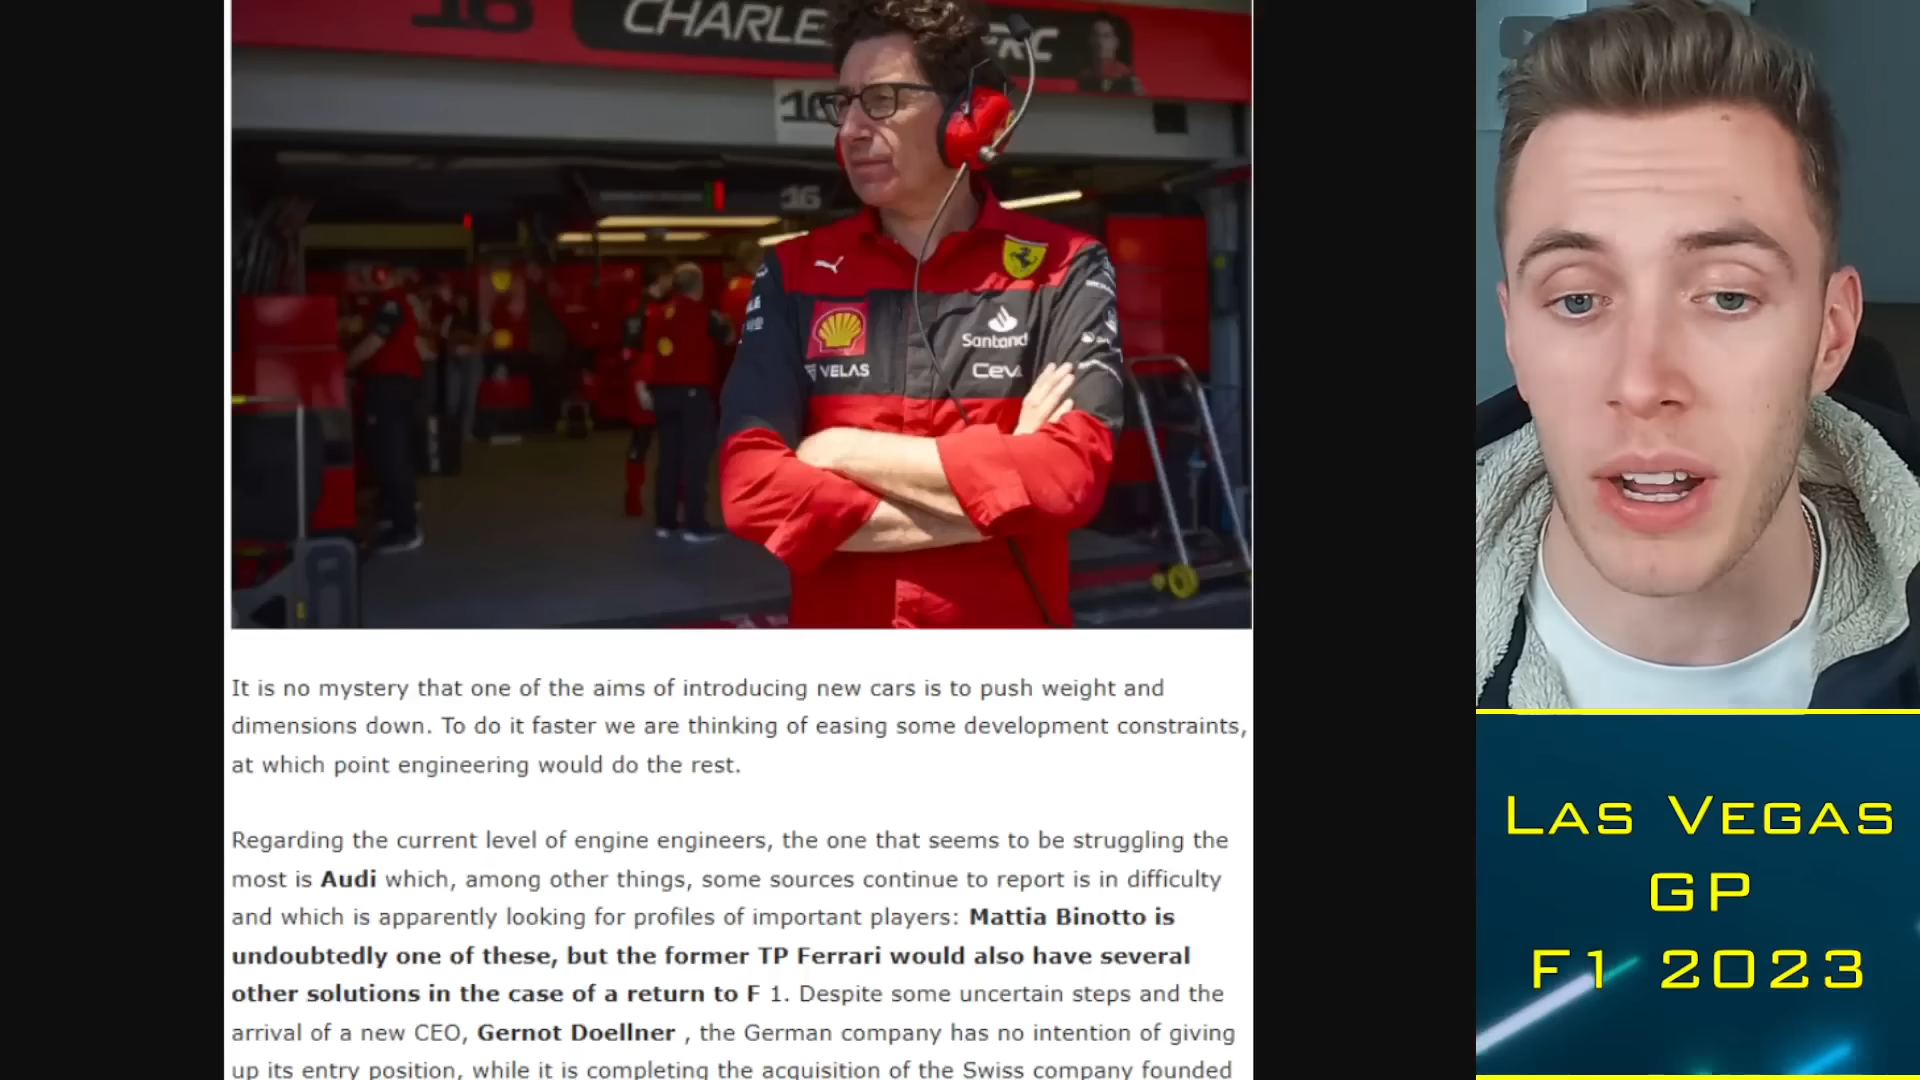 16 CHARLE RC
16
16
VELAS
Santand
Ceva
It is no mystery that one of the aims of introducing new cars is to push weight and
dimensions down. To do it faster we are thinking of easing some development constraints,
at which point engineering would do the rest.
Regarding the current level of engine engineers, the one that seems to be struggling the
most is Audi which, among other things, some sources continue to report is in difficulty
and which is apparently looking for profiles of important players: Mattia Binotto is
undoubtedly one of these, but the former TP Ferrari would also have several
other solutions in the case of a return to F 1. Despite some uncertain steps and the
arrival of a new CEO, Gernot Doellner , the German company has no intention of giving
up its entry position, while it is completing the acquisition of the Swiss company founded
LAS VEGAS
GP
F1 2023